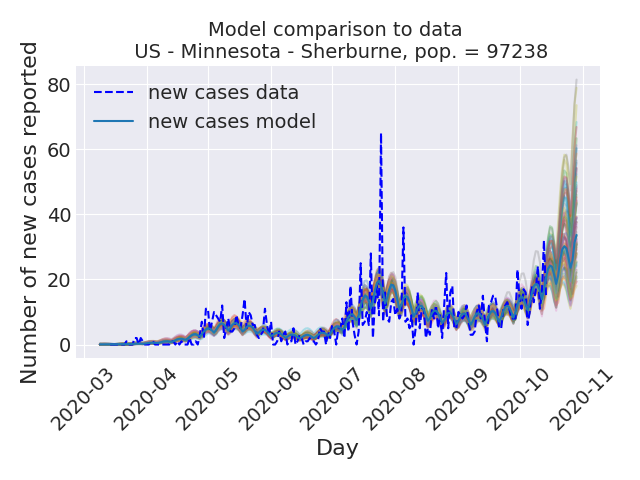 Model comparison to data
US - Minnesota - Sherburne, pop. = 97238
Number of new cases reported
80
60
40
20
0
new cases data
new cases model
2020-03
2020-04
2020-05
2020-06
2020-07
2020-08
2020-09
2020-10
2020-11
Day